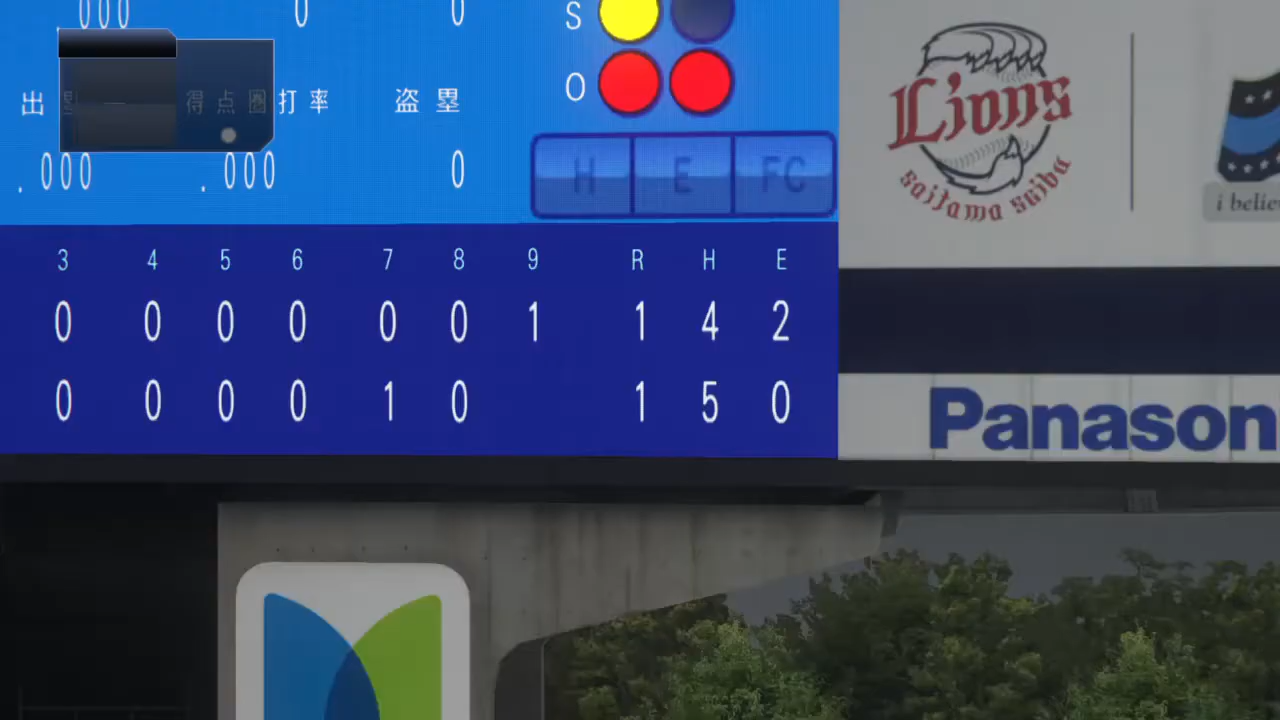 .000 0 0
S
O
出 得点圏打率 盗塁
.000 .000 0
H E FC
3 4 5 6 7 8 9 R H E
0 0 0 0 0 0 1 1 4 2
0 0 0 0 1 0 1 5 0
Lions
saitama seibu
i believe
Panason